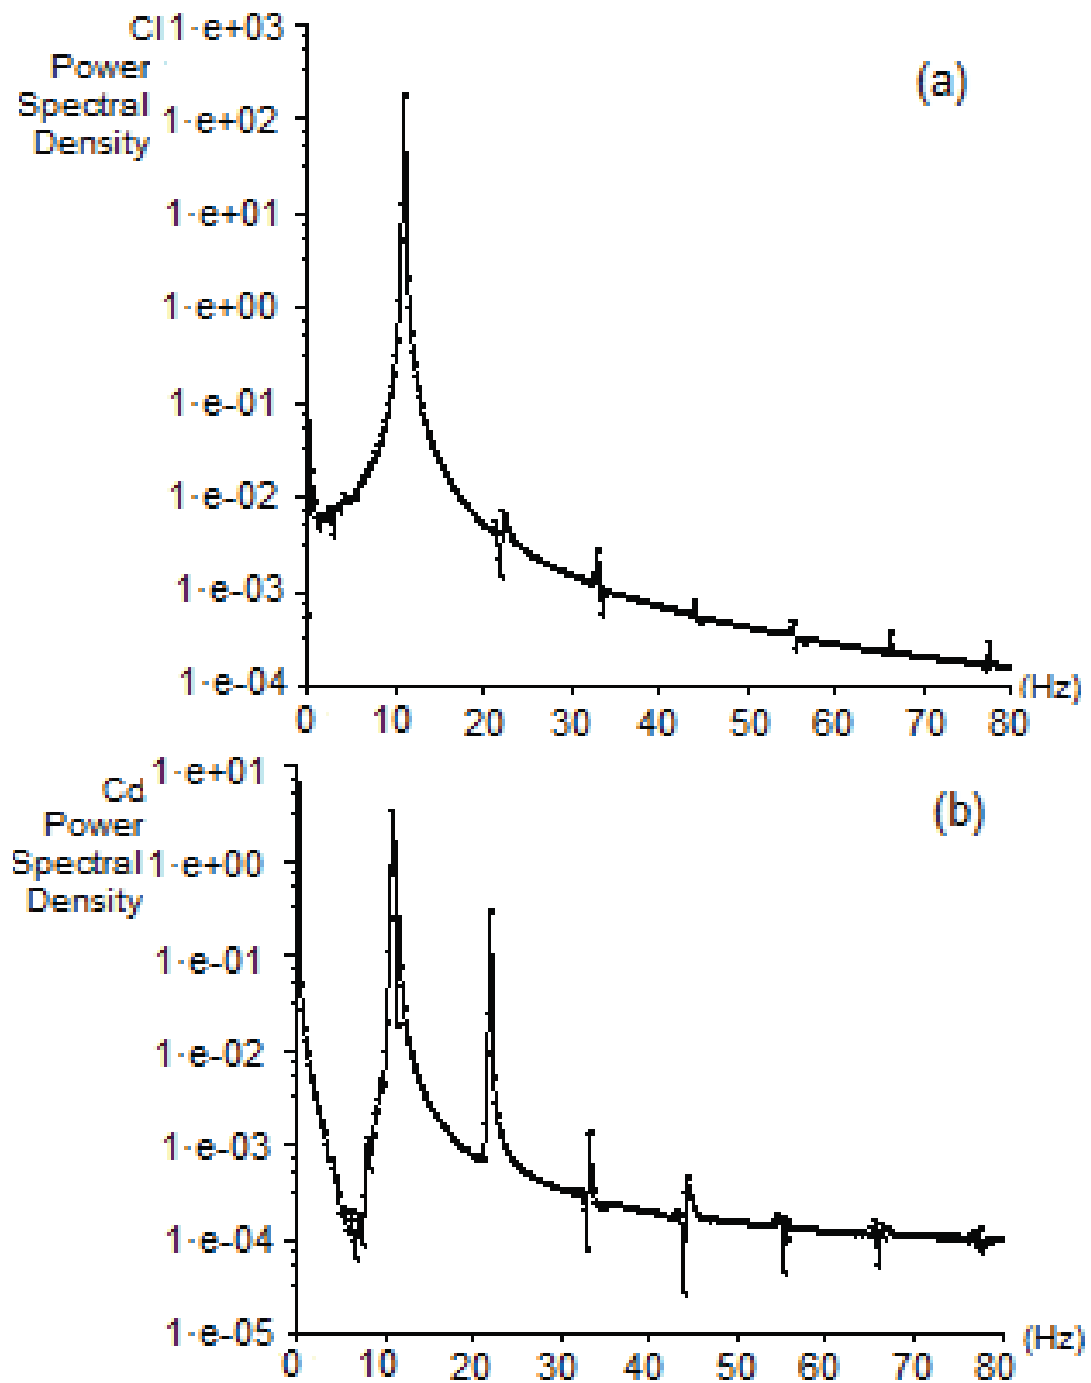 Cl 1·e+03
Power
Spectral
Density
(a)
1·e+02
1·e+01
1·e+00
1·e-01
1·e-02
1·e-03
1·e-04
(Hz)
0 10 20 30 40 50 60 70 80
Cd 1·e+01
Power
Spectral 1·e+00
Density
(b)
1·e-01
1·e-02
1·e-03
1·e-04
1·e-05
(Hz)
0 10 20 30 40 50 60 70 80